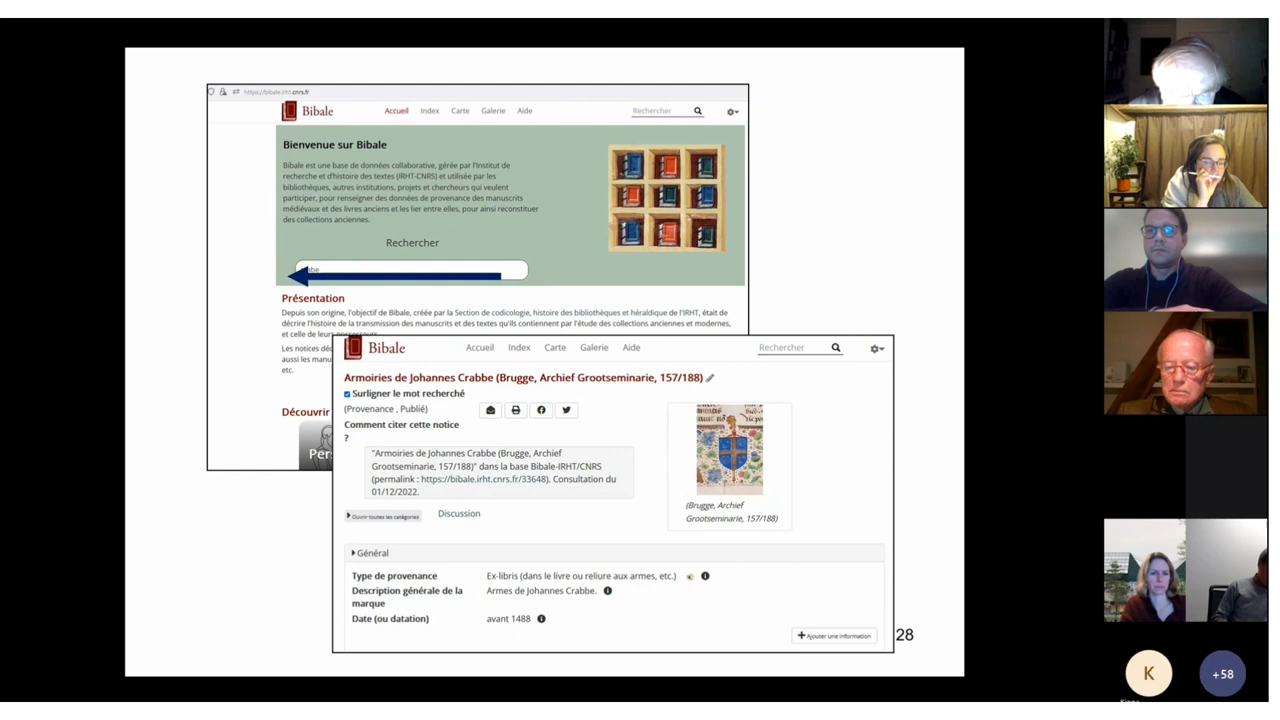 https://bibale.irht.cnrs.fr
Bibale
Accueil Index Carte Galerie Aide
Rechercher
Bienvenue sur Bibale
Bibale est une base de données collaborative, gérée par l'Institut de
recherche et d'histoire des textes (IRHT-CNRS) et utilisée par les
bibliothèques, autres institutions, projets et chercheurs qui veulent
participer, pour renseigner des données de provenance des manuscrits
médiévaux et des livres anciens et les lier entre elles, pour ainsi reconstituer
des collections anciennes.
Rechercher
Présentation
Depuis son origine, l'objectif de Bibale, créée par la Section de codicologie, histoire des bibliothèques et héraldique de l'IRHT, était de
décrire l'histoire de la transmission des manuscrits et des textes qu'ils contiennent par l'étude des collections anciennes et modernes,
et celle de leurs
Les notices
aussi les
etc.
Découvrir
Bibale
Accueil Index Carte Galerie Aide
Rechercher
Armoiries de Johannes Crabbe (Brugge, Archief Grootseminarie, 157/188)
Surligner le mot recherché
(Provenance , Publié)
Comment citer cette notice
?
"Armoiries de Johannes Crabbe (Brugge, Archief
Grootseminarie, 157/188)" dans la base Bibale-IRHT/CNRS
(permalink : https://bibale.irht.cnrs.fr/33648). Consultation du
01/12/2022.
(Brugge, Archief
Grootseminarie, 157/188)
Ouvrir toutes les catégories
Discussion
Général
Type de provenance Ex-libris (dans le livre ou reliure aux armes, etc.)
Description générale de la Armes de Johannes Crabbe.
marque
Date (ou datation) avant 1488
Ajouter une information
28
K
+58